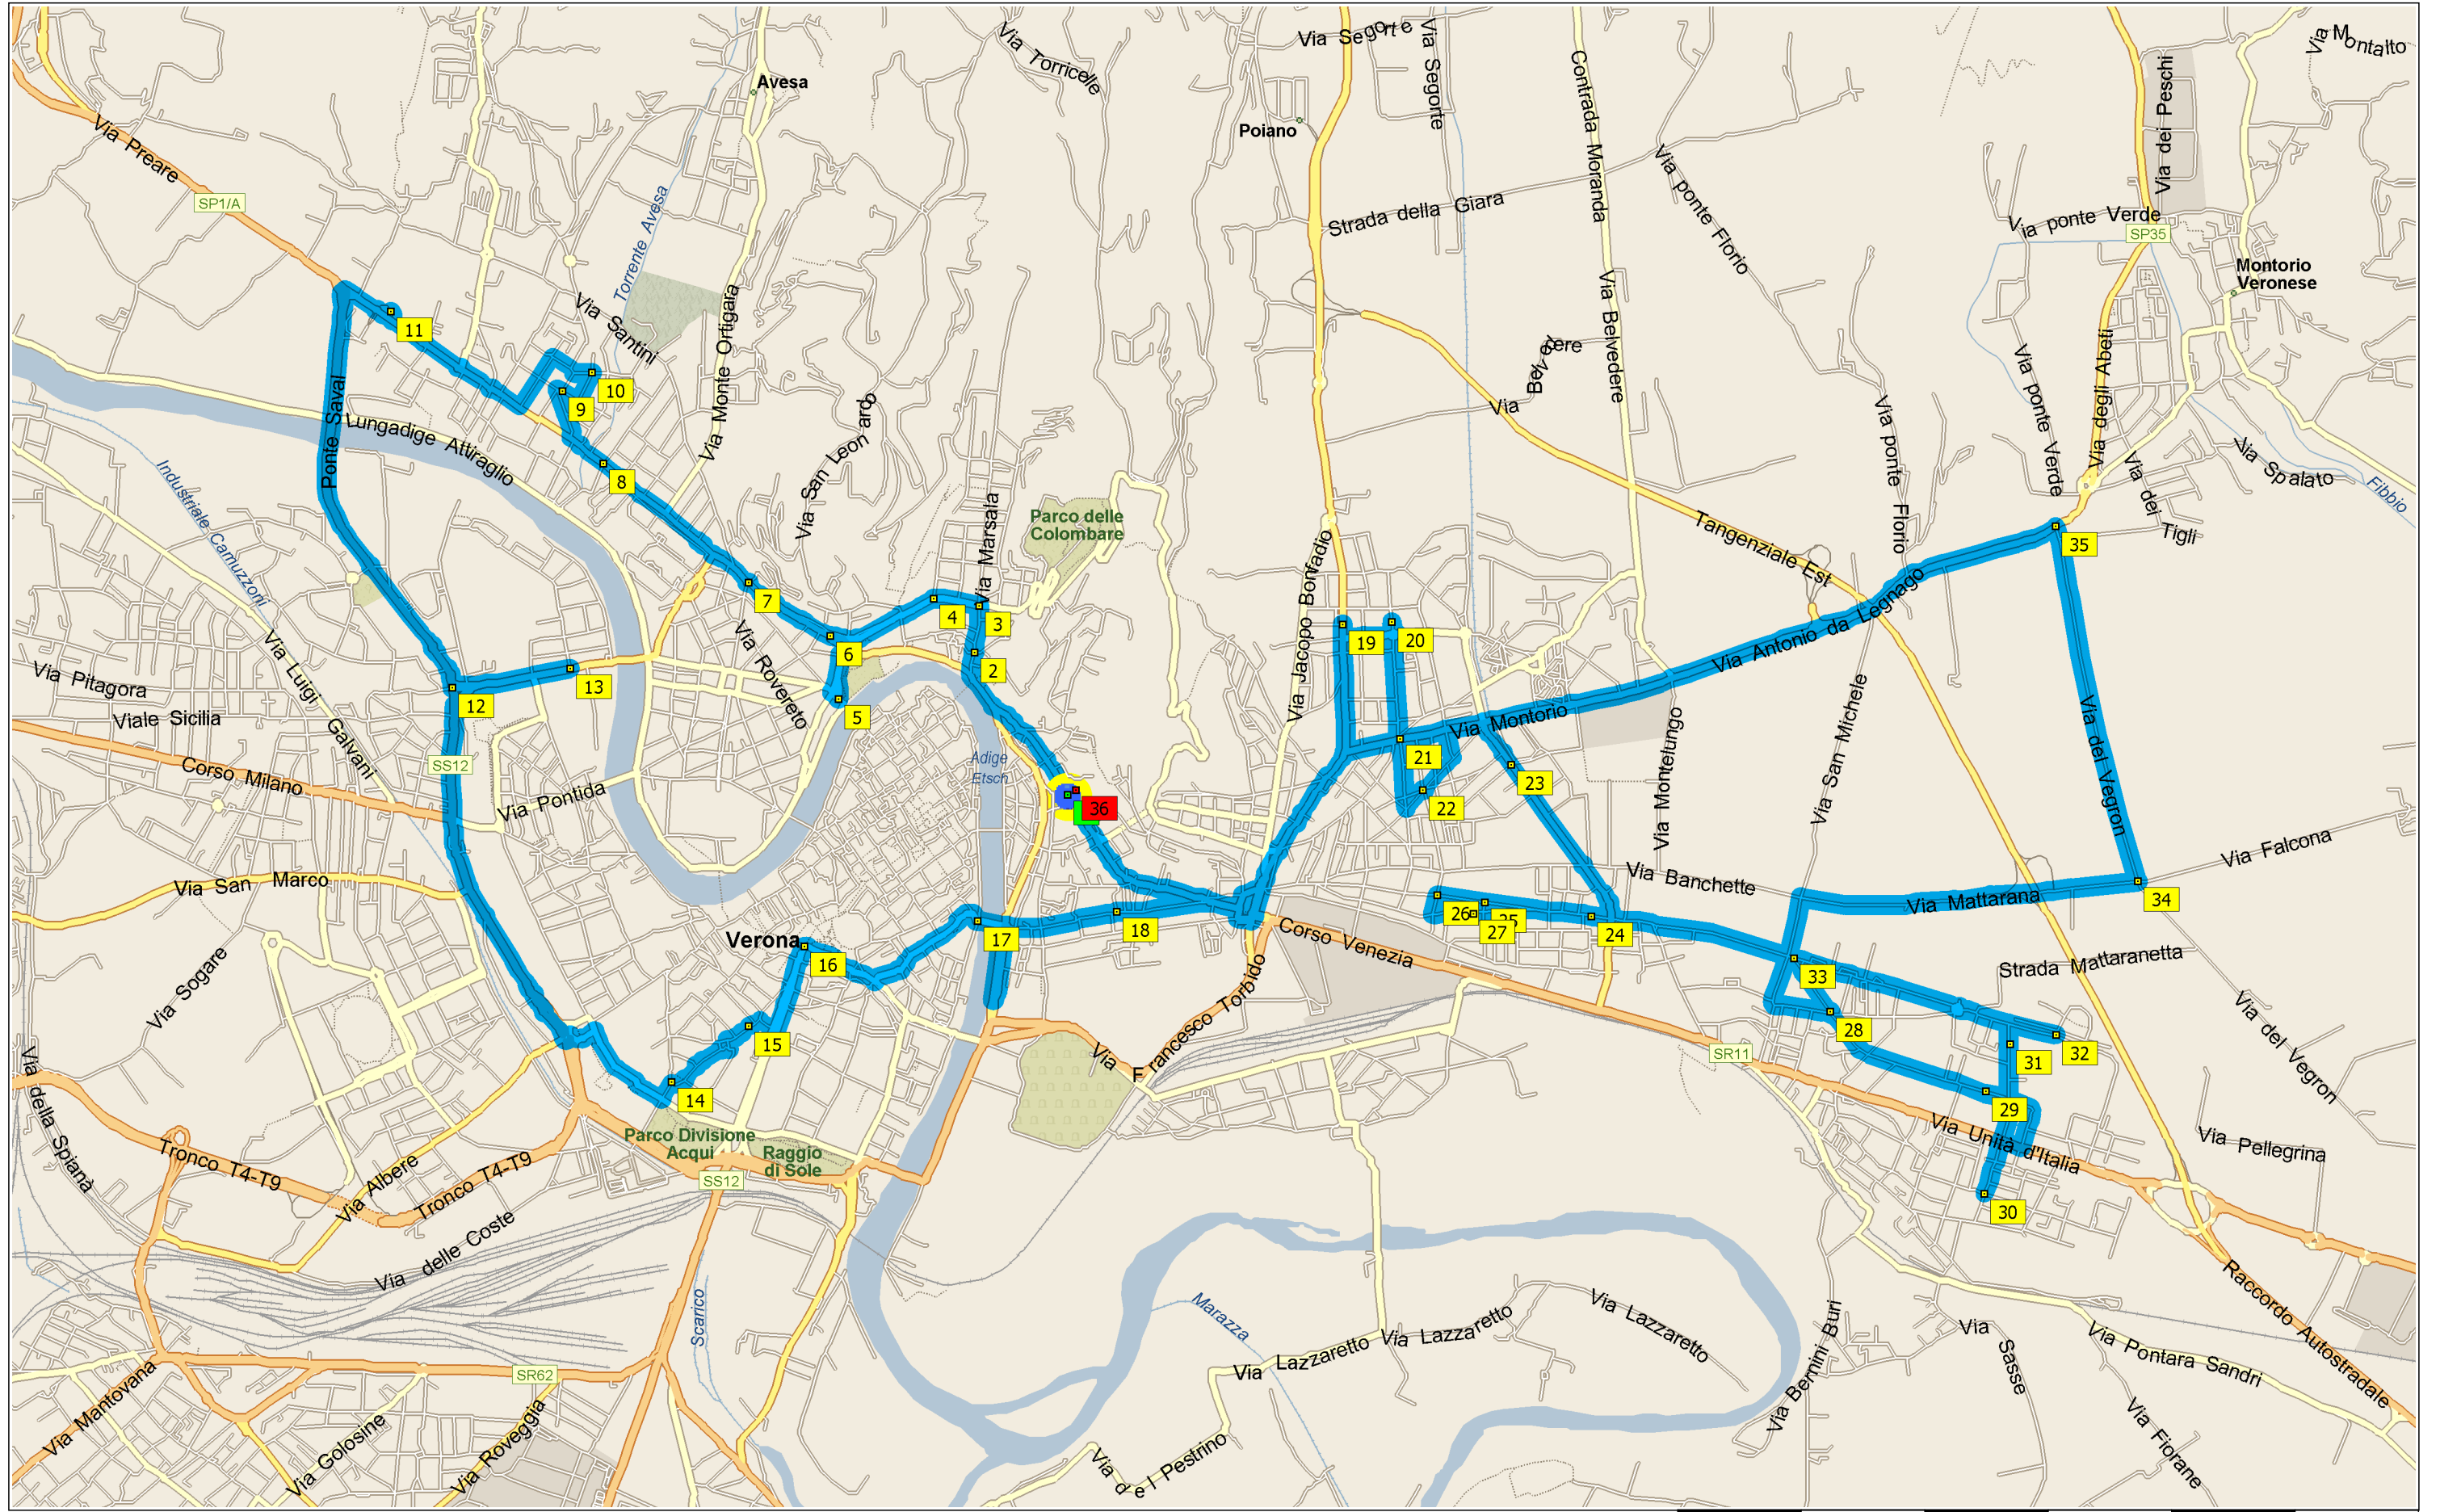 Via Segorte
Via Segorte
Via Montalto
Via Torricelle
Avesa
Contrada Moranda
Via dei Peschi
Via Preare
Poiano
SP1/A
Torrente Avesa
Strada della Giara
Via ponte Florio
Via ponte Verde
SP35
Montorio
Veronese
Via Santini
Via Monte Ortigara
Via Belvedere
11
Via Belvedere
Via ponte Verde
Via degli Abeti
10
9
Ponte Saval
Lungadige Attiraglio
Via San Leonardo
Via ponte Florio
Via Spalato
Fibbio
Industriale Camuzzoni
8
Via Marsala
Parco delle
Colombare
Via Jacopo Bonfadio
Tangenziale Est
Via dei Tigli
35
7
4
3
19
20
Via Antonio da Legnago
6
2
Via Rovereto
Via Luigi Galvani
Via Pitagora
13
12
Viale Sicilia
5
Via Montorio
Via San Michele
Via del Vegron
SS12
Adige
Etsch
21
23
Via Montelungo
Corso Milano
Via Pontida
36
22
Via Falcona
Via San Marco
Via Banchette
Via Mattarana
34
26
25
27
24
17
18
Verona
16
Corso Venezia
Strada Mattaranetta
33
Via Sogare
Via Francesco Torbido
Via del Vegron
28
15
SR11
31
32
Via della Spianà
14
29
Parco Divisione
Acqui
Raggio
di Sole
Via Unità d'Italia
Via Pellegrina
Tronco T4-T9
Via Albere
Tronco T4-T9
SS12
30
Via delle Coste
Scarico
Marazza
Via Lazzaretto
Via Lazzaretto
Via Lazzaretto
Via Bernini Buri
Via Sasse
Raccordo Autostradale
Via Pontara Sandri
SR62
Via Mantovana
Via Golosine
Via Roveggia
Via del Pestrino
Via Fiorane